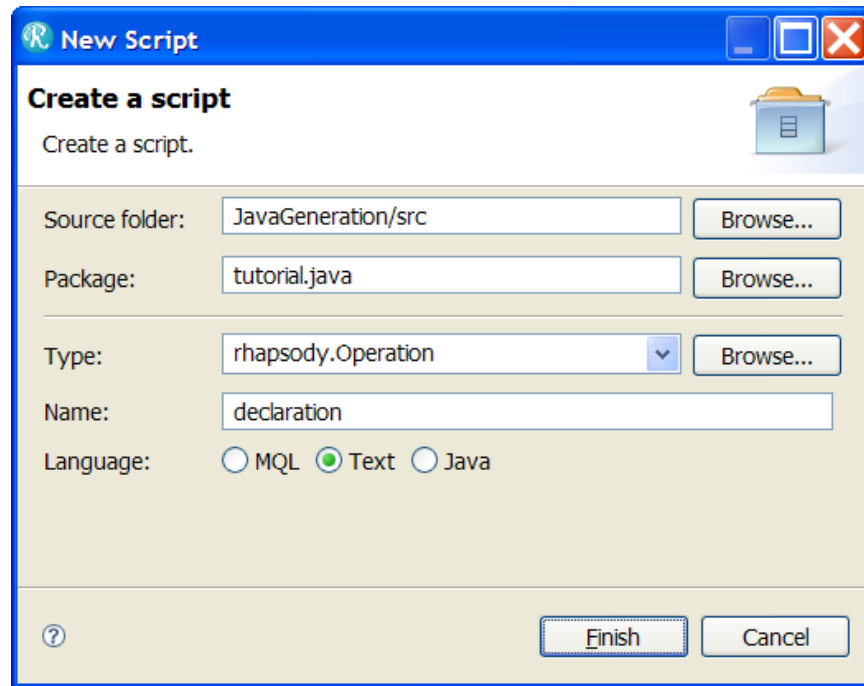 New Script
Create a script
Create a script.
Source folder: JavaGeneration/src Browse...
Package: tutorial.java Browse...
Type: rhapsody.Operation Browse...
Name: declaration
Language: MQL Text Java
? Finish Cancel